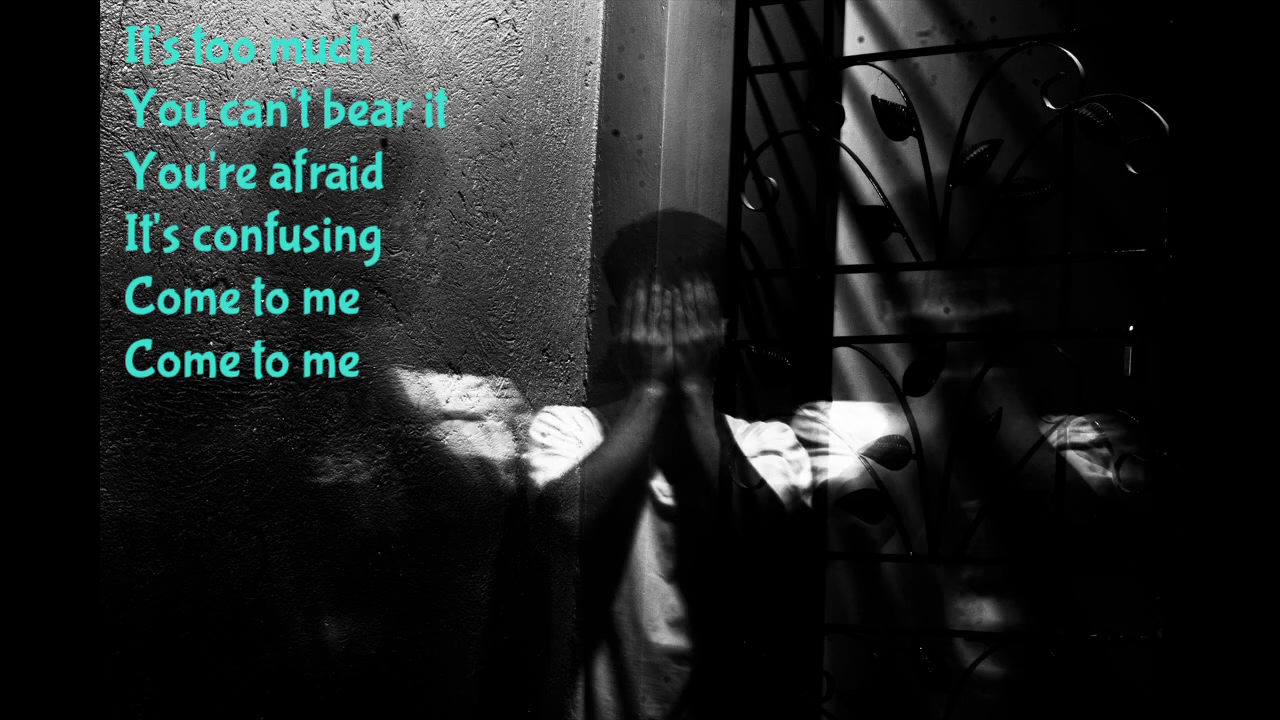 It's too much
You can't bear it
You're afraid
It's confusing
Come to me
Come to me